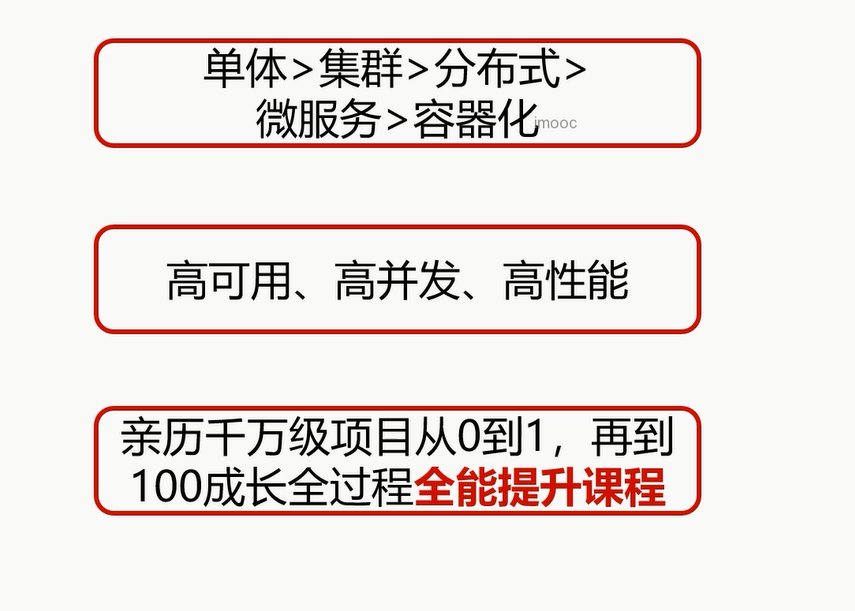 单体>集群>分布式>
微服务>容器化
imooc
高可用、高并发、高性能
亲历千万级项目从0到1，再到
100成长全过程全能提升课程